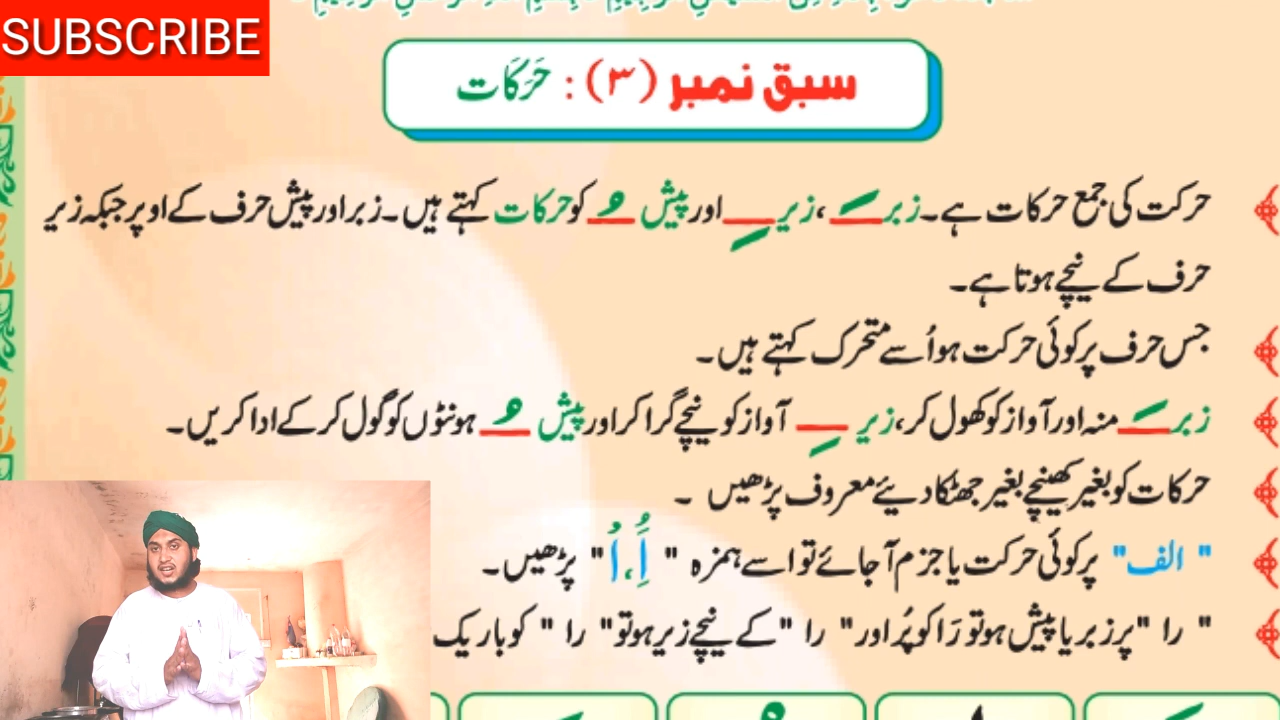 SUBSCRIBE
سبق نمبر (۳) : حَرَکَات
حرکت کی جمع حرکات ہے۔ زبر ـَـ ، زیر ـِـ اور پیش ـُـ کو حرکات کہتے ہیں۔ زبر اور پیش حرف کے اوپر جبکہ زیر
حرف کے نیچے ہوتا ہے۔
جس حرف پر کوئی حرکت ہو اُسے متحرک کہتے ہیں۔
زبر ـَـ منہ اور آواز کو کھول کر، زیر ـِـ آواز کو نیچے گرا کر اور پیش ـُـ ہونٹوں کو گول کر کے ادا کریں۔
حرکات کو بغیر کھینچے بغیر جھٹکا دیئے معروف پڑھیں ۔
" الف" پر کوئی حرکت یا جزم آجائے تو اسے ہمزہ " " پڑھیں۔
" را " پر زبر یا پیش ہو تو رَا کو پُر اور " را " کے نیچے زیر ہو تو " را " کو باریک